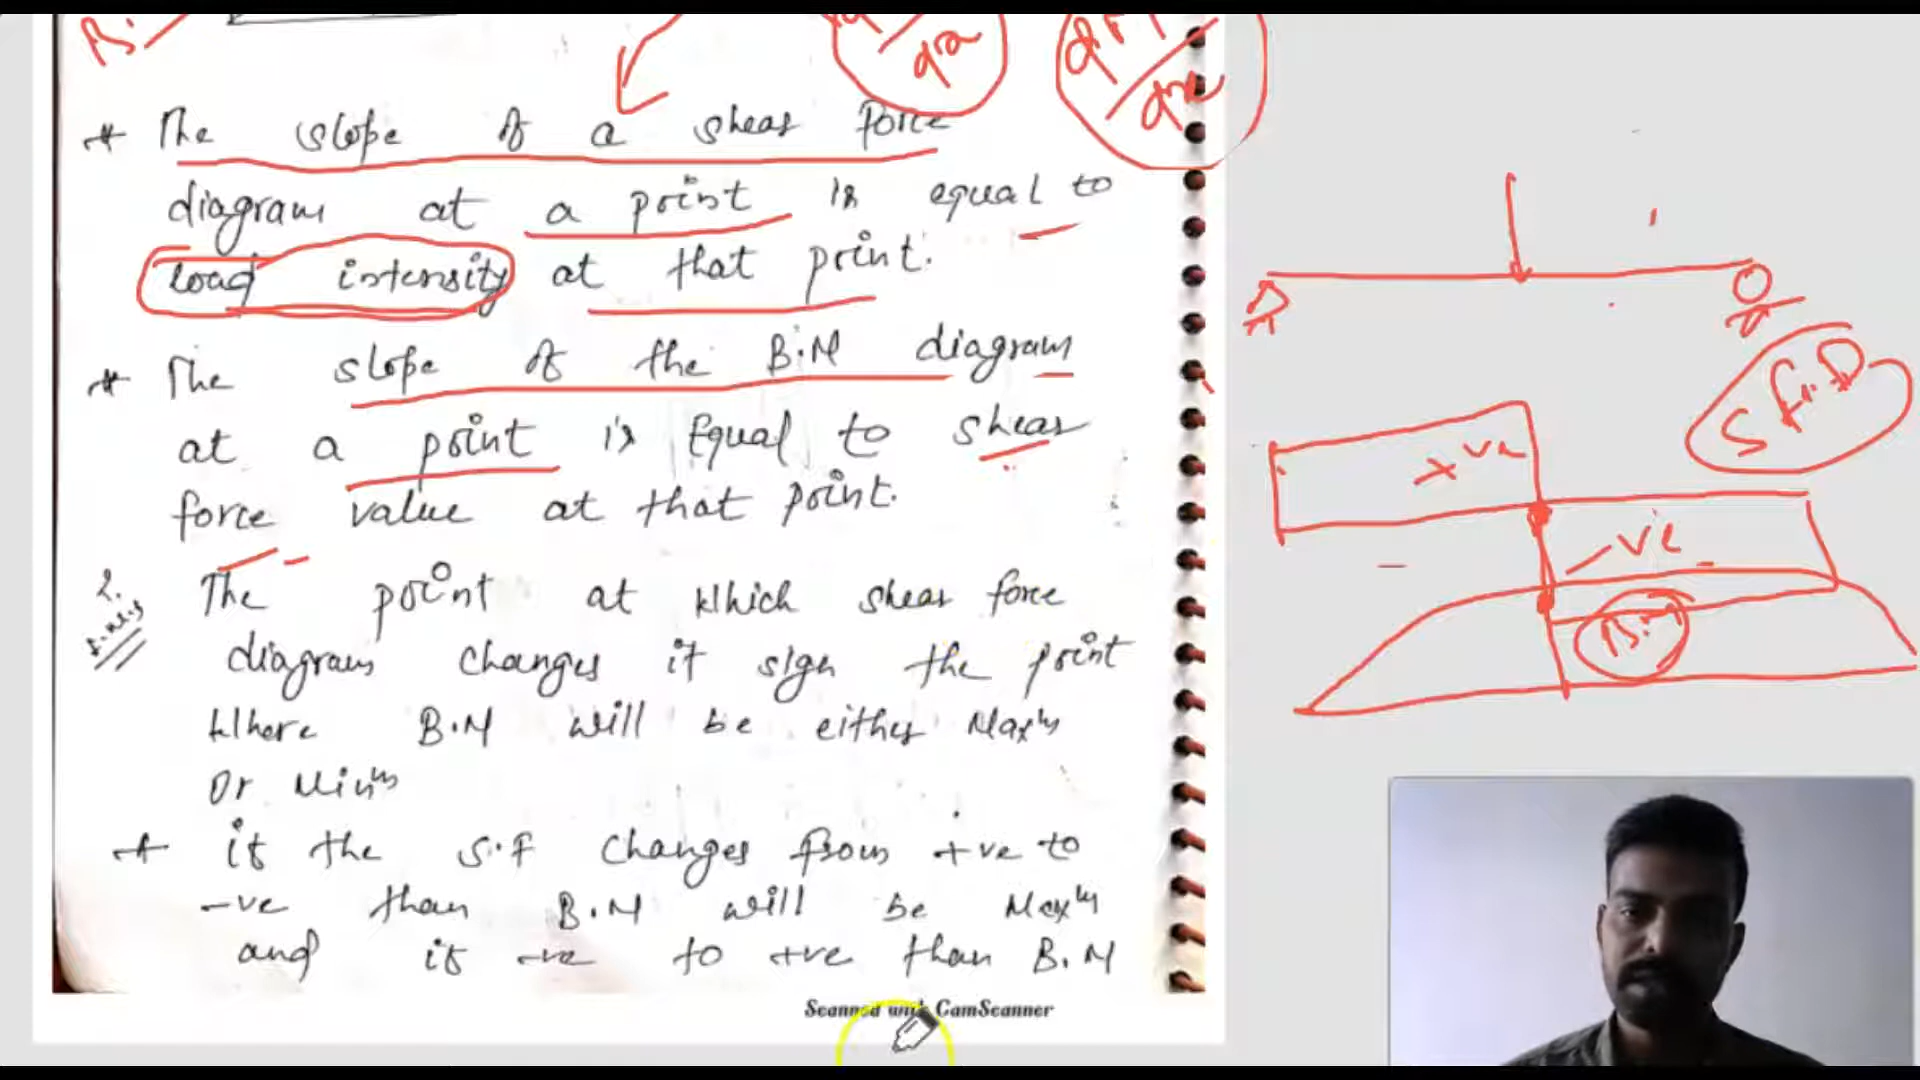 B.
dx
dx
* The slope of a shear force
diagram at a point is equal to
load intensity at that point.
* The slope of the B.M diagram
at a point is Equal to shear
force value at that point.
2. The point at which shear force
diagram changes it sign the point
where B.M will be either Maxm
Or Minm
* if the S.F changes from +ve to
-ve than B.M will be Maxm
and if -ve to +ve than B.M
Scanned with CamScanner
S.F.D
+ve
-ve
B.M